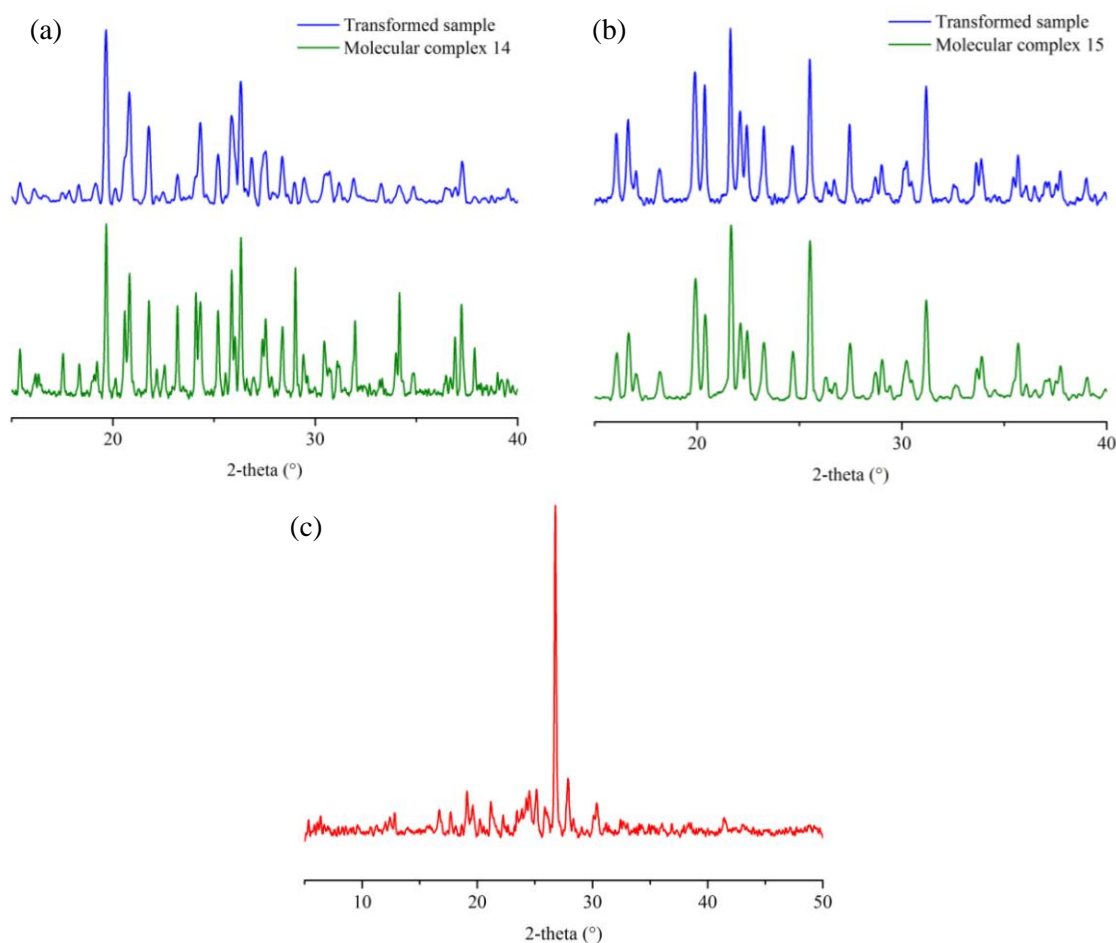 (a)
Transformed sample
Molecular complex 14
20
30
40
2-theta (°)
(b)
Transformed sample
Molecular complex 15
20
30
40
2-theta (°)
(c)
10
20
30
40
50
2-theta (°)